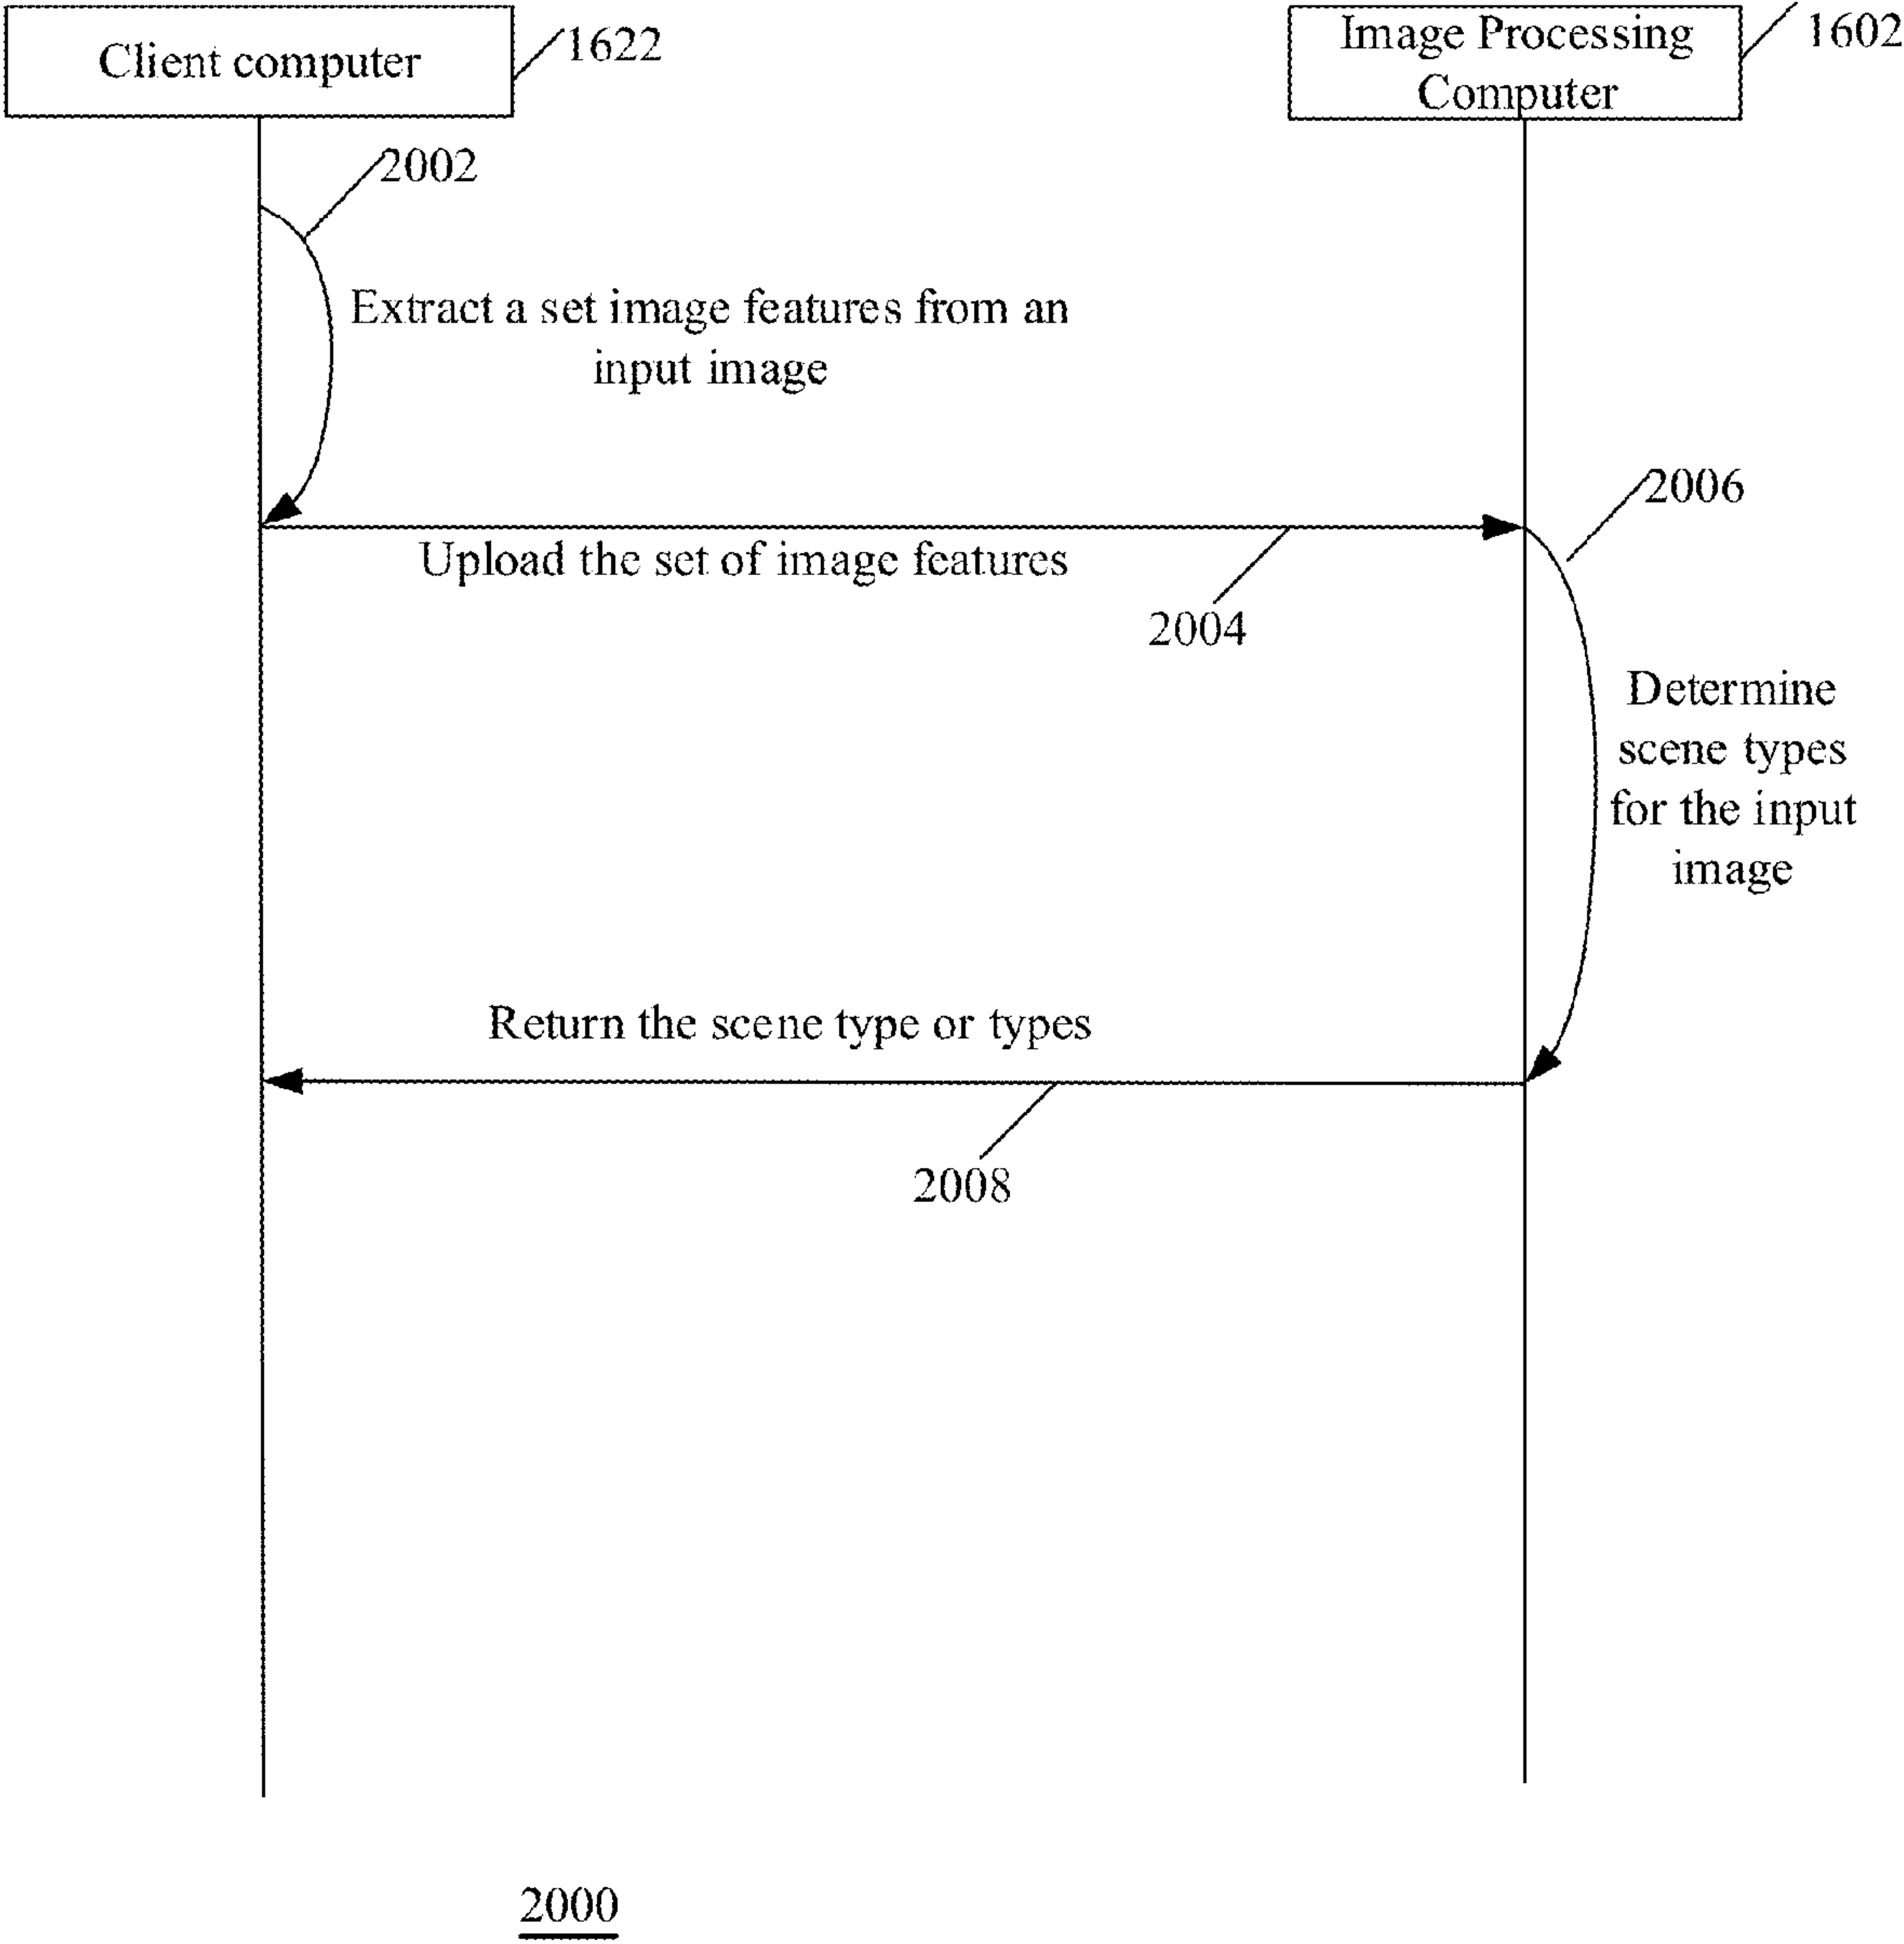 Client computer
1622
Image Processing
Computer
1602
2002
Extract a set image features from an
input image
2006
Upload the set of image features
2004
Determine
scene types
for the input
image
Return the scene type or types
2008
2000